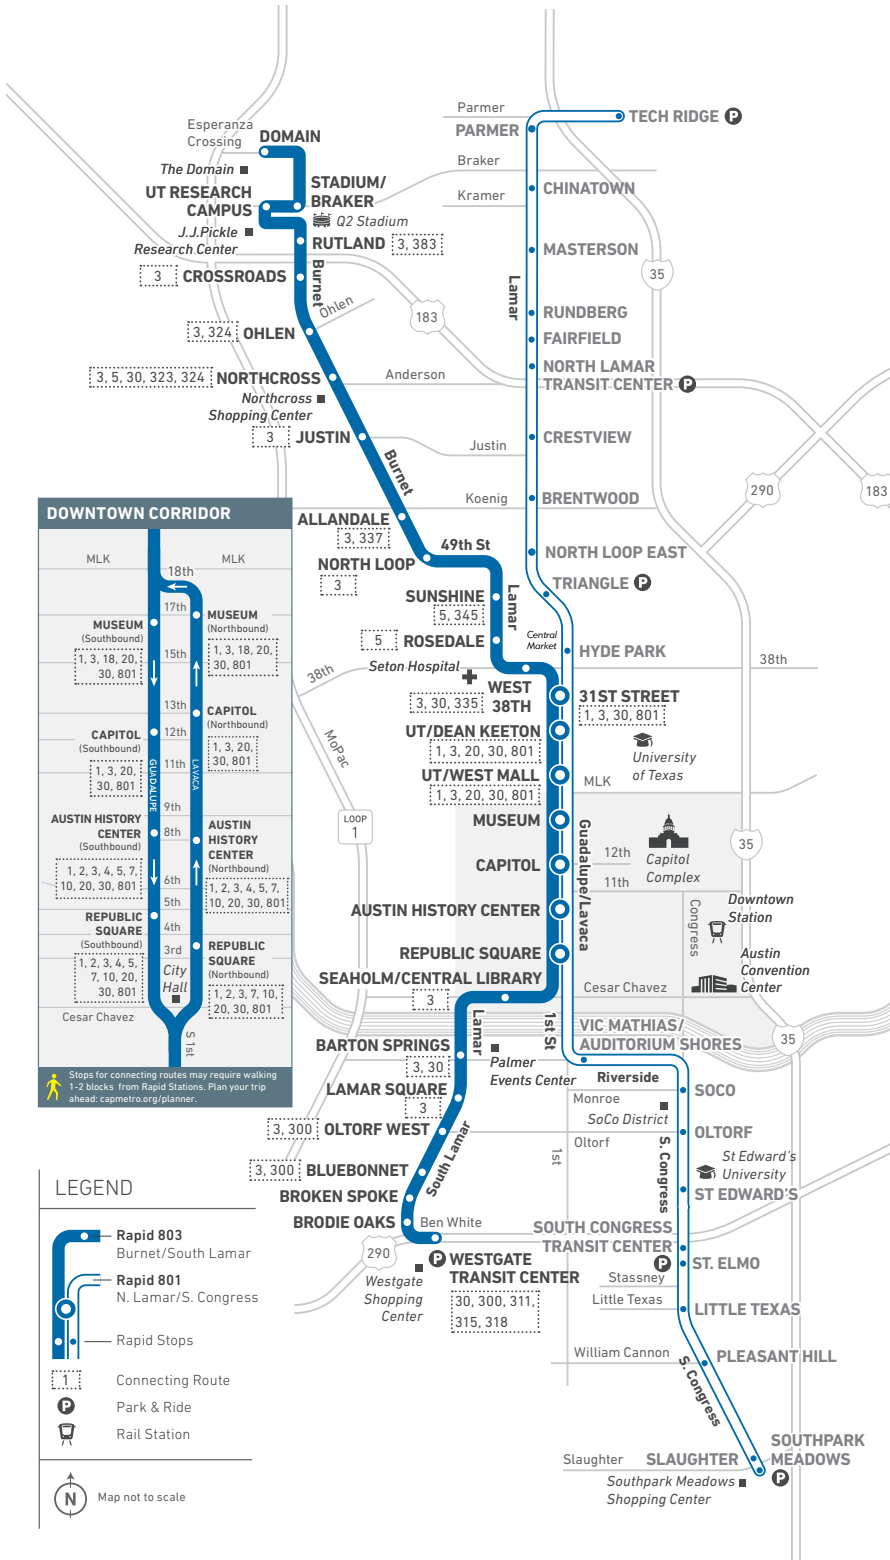 Parmer
TECH RIDGE P
PARMER
Esperanza
Crossing
DOMAIN
Braker
The Domain
UT RESEARCH
CAMPUS
STADIUM/
BRAKER
CHINATOWN
Kramer
Q2 Stadium
J.J.Pickle
Research Center
RUTLAND 3, 383
MASTERSON
3 CROSSROADS
Burnet
Lamar
35
Ohlen
183
RUNDBERG
3, 324 OHLEN
FAIRFIELD
NORTH LAMAR
TRANSIT CENTER P
3, 5, 30, 323, 324 NORTHCROSS
Anderson
Northcross
Shopping Center
3 JUSTIN
Justin
CRESTVIEW
Burnet
290
183
Koenig
BRENTWOOD
ALLANDALE
3, 337
49th St
NORTH LOOP
3
NORTH LOOP EAST
TRIANGLE P
SUNSHINE
5, 345
Lamar
5 ROSEDALE
Central
Market
HYDE PARK
Seton Hospital
38th
38th
WEST
38TH
3, 30, 335
31ST STREET
1, 3, 30, 801
UT/DEAN KEETON
1, 3, 20, 30, 801
MoPac
University
of Texas
UT/WEST MALL
1, 3, 20, 30, 801
MLK
MUSEUM
LOOP
1
Guadalupe/Lavaca
35
CAPITOL
12th
11th
Capitol
Complex
AUSTIN HISTORY CENTER
Congress
Downtown
Station
REPUBLIC SQUARE
Austin
Convention
Center
SEAHOLM/CENTRAL LIBRARY
3
Cesar Chavez
Lamar
1st St
VIC MATHIAS/
AUDITORIUM SHORES
35
BARTON SPRINGS
3, 30
Palmer
Events Center
Riverside
LAMAR SQUARE
3
Monroe
SOCO
SoCo District
3, 300 OLTORF WEST
Oltorf
OLTORF
South Lamar
1st
S. Congress
St Edward's
University
3, 300 BLUEBONNET
BROKEN SPOKE
ST EDWARD'S
BRODIE OAKS
Ben White
SOUTH CONGRESS
TRANSIT CENTER
290
P WESTGATE
TRANSIT CENTER
30, 300, 311,
315, 318
Westgate
Shopping
Center
P
ST. ELMO
Stassney
Little Texas
LITTLE TEXAS
William Cannon
PLEASANT HILL
S. Congress
SOUTHPARK
MEADOWS
P
Slaughter
SLAUGHTER
Southpark Meadows
Shopping Center
DOWNTOWN CORRIDOR
MLK
MLK
18th
17th
MUSEUM
(Southbound)
1, 3, 18, 20,
30, 801
MUSEUM
(Northbound)
1, 3, 18, 20,
30, 801
15th
13th
CAPITOL
(Southbound)
1, 3, 20,
30, 801
CAPITOL
(Northbound)
1, 3, 20,
30, 801
12th
11th
GUADALUPE
LAVACA
9th
AUSTIN HISTORY
CENTER
(Southbound)
1, 2, 3, 4, 5, 7,
10, 20, 30, 801
8th
AUSTIN
HISTORY
CENTER
(Northbound)
1, 2, 3, 4, 5, 7,
10, 20, 30, 801
6th
5th
REPUBLIC
SQUARE
(Southbound)
1, 2, 3, 4, 5,
7, 10, 20,
30, 801
4th
3rd
REPUBLIC
SQUARE
(Northbound)
1, 2, 3, 7, 10,
20, 30, 801
City
Hall
Cesar Chavez
S 1st
Stops for connecting routes may require walking
1-2 blocks from Rapid Stations. Plan your trip
ahead: capmetro.org/planner.
LEGEND
Rapid 803
Burnet/South Lamar
Rapid 801
N. Lamar/S. Congress
Rapid Stops
1 Connecting Route
P Park & Ride
Rail Station
N Map not to scale